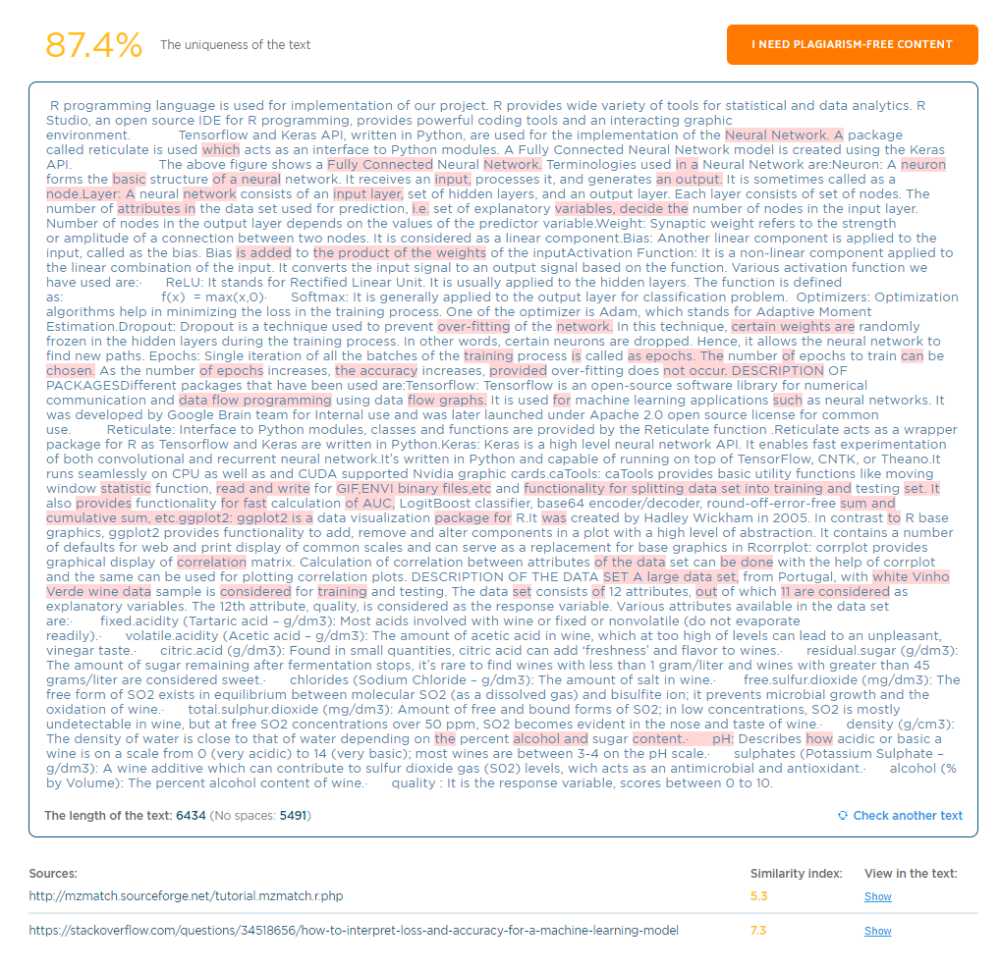 87.4% The uniqueness of the text
I NEED PLAGIARISM-FREE CONTENT
R programming language is used for implementation of our project. R provides wide variety of tools for statistical and data analytics. R
Studio, an open source IDE for R programming, provides powerful coding tools and an interacting graphic
environment. Tensorflow and Keras API, written in Python, are used for the implementation of the Neural Network. A package
called reticulate is used which acts as an interface to Python modules. A Fully Connected Neural Network model is created using the Keras
API. The above figure shows a Fully Connected Neural Network. Terminologies used in a Neural Network are:Neuron: A neuron
forms the basic structure of a neural network. It receives an input, processes it, and generates an output. It is sometimes called as a
node.Layer: A neural network consists of an input layer, set of hidden layers, and an output layer. Each layer consists of set of nodes. The
number of attributes in the data set used for prediction, i.e. set of explanatory variables, decide the number of nodes in the input layer.
Number of nodes in the output layer depends on the values of the predictor variable.Weight: Synaptic weight refers to the strength
or amplitude of a connection between two nodes. It is considered as a linear component.Bias: Another linear component is applied to the
input, called as the bias. Bias is added to the product of the weights of the inputActivation Function: It is a non-linear component applied to
the linear combination of the input. It converts the input signal to an output signal based on the function. Various activation function we
have used are:· ReLU: It stands for Rectified Linear Unit. It is usually applied to the hidden layers. The function is defined
as: f(x) = max(x,0)· Softmax: It is generally applied to the output layer for classification problem. Optimizers: Optimization
algorithms help in minimizing the loss in the training process. One of the optimizer is Adam, which stands for Adaptive Moment
Estimation.Dropout: Dropout is a technique used to prevent over-fitting of the network. In this technique, certain weights are randomly
frozen in the hidden layers during the training process. In other words, certain neurons are dropped. Hence, it allows the neural network to
find new paths. Epochs: Single iteration of all the batches of the training process is called as epochs. The number of epochs to train can be
chosen. As the number of epochs increases, the accuracy increases, provided over-fitting does not occur. DESCRIPTION OF
PACKAGESDifferent packages that have been used are:Tensorflow: Tensorflow is an open-source software library for numerical
communication and data flow programming using data flow graphs. It is used for machine learning applications such as neural networks. It
was developed by Google Brain team for Internal use and was later launched under Apache 2.0 open source license for common
use. Reticulate: Interface to Python modules, classes and functions are provided by the Reticulate function .Reticulate acts as a wrapper
package for R as Tensorflow and Keras are written in Python.Keras: Keras is a high level neural network API. It enables fast experimentation
of both convolutional and recurrent neural network.It's written in Python and capable of running on top of TensorFlow, CNTK, or Theano.It
runs seamlessly on CPU as well as and CUDA supported Nvidia graphic cards.caTools: caTools provides basic utility functions like moving
window statistic function, read and write for GIF,ENVI binary files,etc and functionality for splitting data set into training and testing set. It
also provides functionality for fast calculation of AUC, LogitBoost classifier, base64 encoder/decoder, round-off-error-free sum and
cumulative sum, etc.ggplot2: ggplot2 is a data visualization package for R.It was created by Hadley Wickham in 2005. In contrast to R base
graphics, ggplot2 provides functionality to add, remove and alter components in a plot with a high level of abstraction. It contains a number
of defaults for web and print display of common scales and can serve as a replacement for base graphics in Rcorrplot: corrplot provides
graphical display of correlation matrix. Calculation of correlation between attributes of the data set can be done with the help of corrplot
and the same can be used for plotting correlation plots. DESCRIPTION OF THE DATA SET A large data set, from Portugal, with white Vinho
Verde wine data sample is considered for training and testing. The data set consists of 12 attributes, out of which 11 are considered as
explanatory variables. The 12th attribute, quality, is considered as the response variable. Various attributes available in the data set
are:· fixed.acidity (Tartaric acid – g/dm3): Most acids involved with wine or fixed or nonvolatile (do not evaporate
readily).· volatile.acidity (Acetic acid – g/dm3): The amount of acetic acid in wine, which at too high of levels can lead to an unpleasant,
vinegar taste.· citric.acid (g/dm3): Found in small quantities, citric acid can add ‘freshness’ and flavor to wines.· residual.sugar (g/dm3):
The amount of sugar remaining after fermentation stops, it's rare to find wines with less than 1 gram/liter and wines with greater than 45
grams/liter are considered sweet.· chlorides (Sodium Chloride – g/dm3): The amount of salt in wine.· free.sulfur.dioxide (mg/dm3): The
free form of SO2 exists in equilibrium between molecular SO2 (as a dissolved gas) and bisulfite ion; it prevents microbial growth and the
oxidation of wine.· total.sulphur.dioxide (mg/dm3): Amount of free and bound forms of S02; in low concentrations, SO2 is mostly
undetectable in wine, but at free SO2 concentrations over 50 ppm, SO2 becomes evident in the nose and taste of wine.· density (g/cm3):
The density of water is close to that of water depending on the percent alcohol and sugar content.· pH: Describes how acidic or basic a
wine is on a scale from 0 (very acidic) to 14 (very basic); most wines are between 3-4 on the pH scale.· sulphates (Potassium Sulphate –
g/dm3): A wine additive which can contribute to sulfur dioxide gas (S02) levels, wich acts as an antimicrobial and antioxidant.· alcohol (%
by Volume): The percent alcohol content of wine.· quality : It is the response variable, scores between 0 to 10.
The length of the text: 6434 (No spaces: 5491)
Check another text
Sources: Similarity index: View in the text:
http://mzmatch.sourceforge.net/tutorial.mzmatch.r.php 5.3 Show
https://stackoverflow.com/questions/34518656/how-to-interpret-loss-and-accuracy-for-a-machine-learning-model 7.3 Show